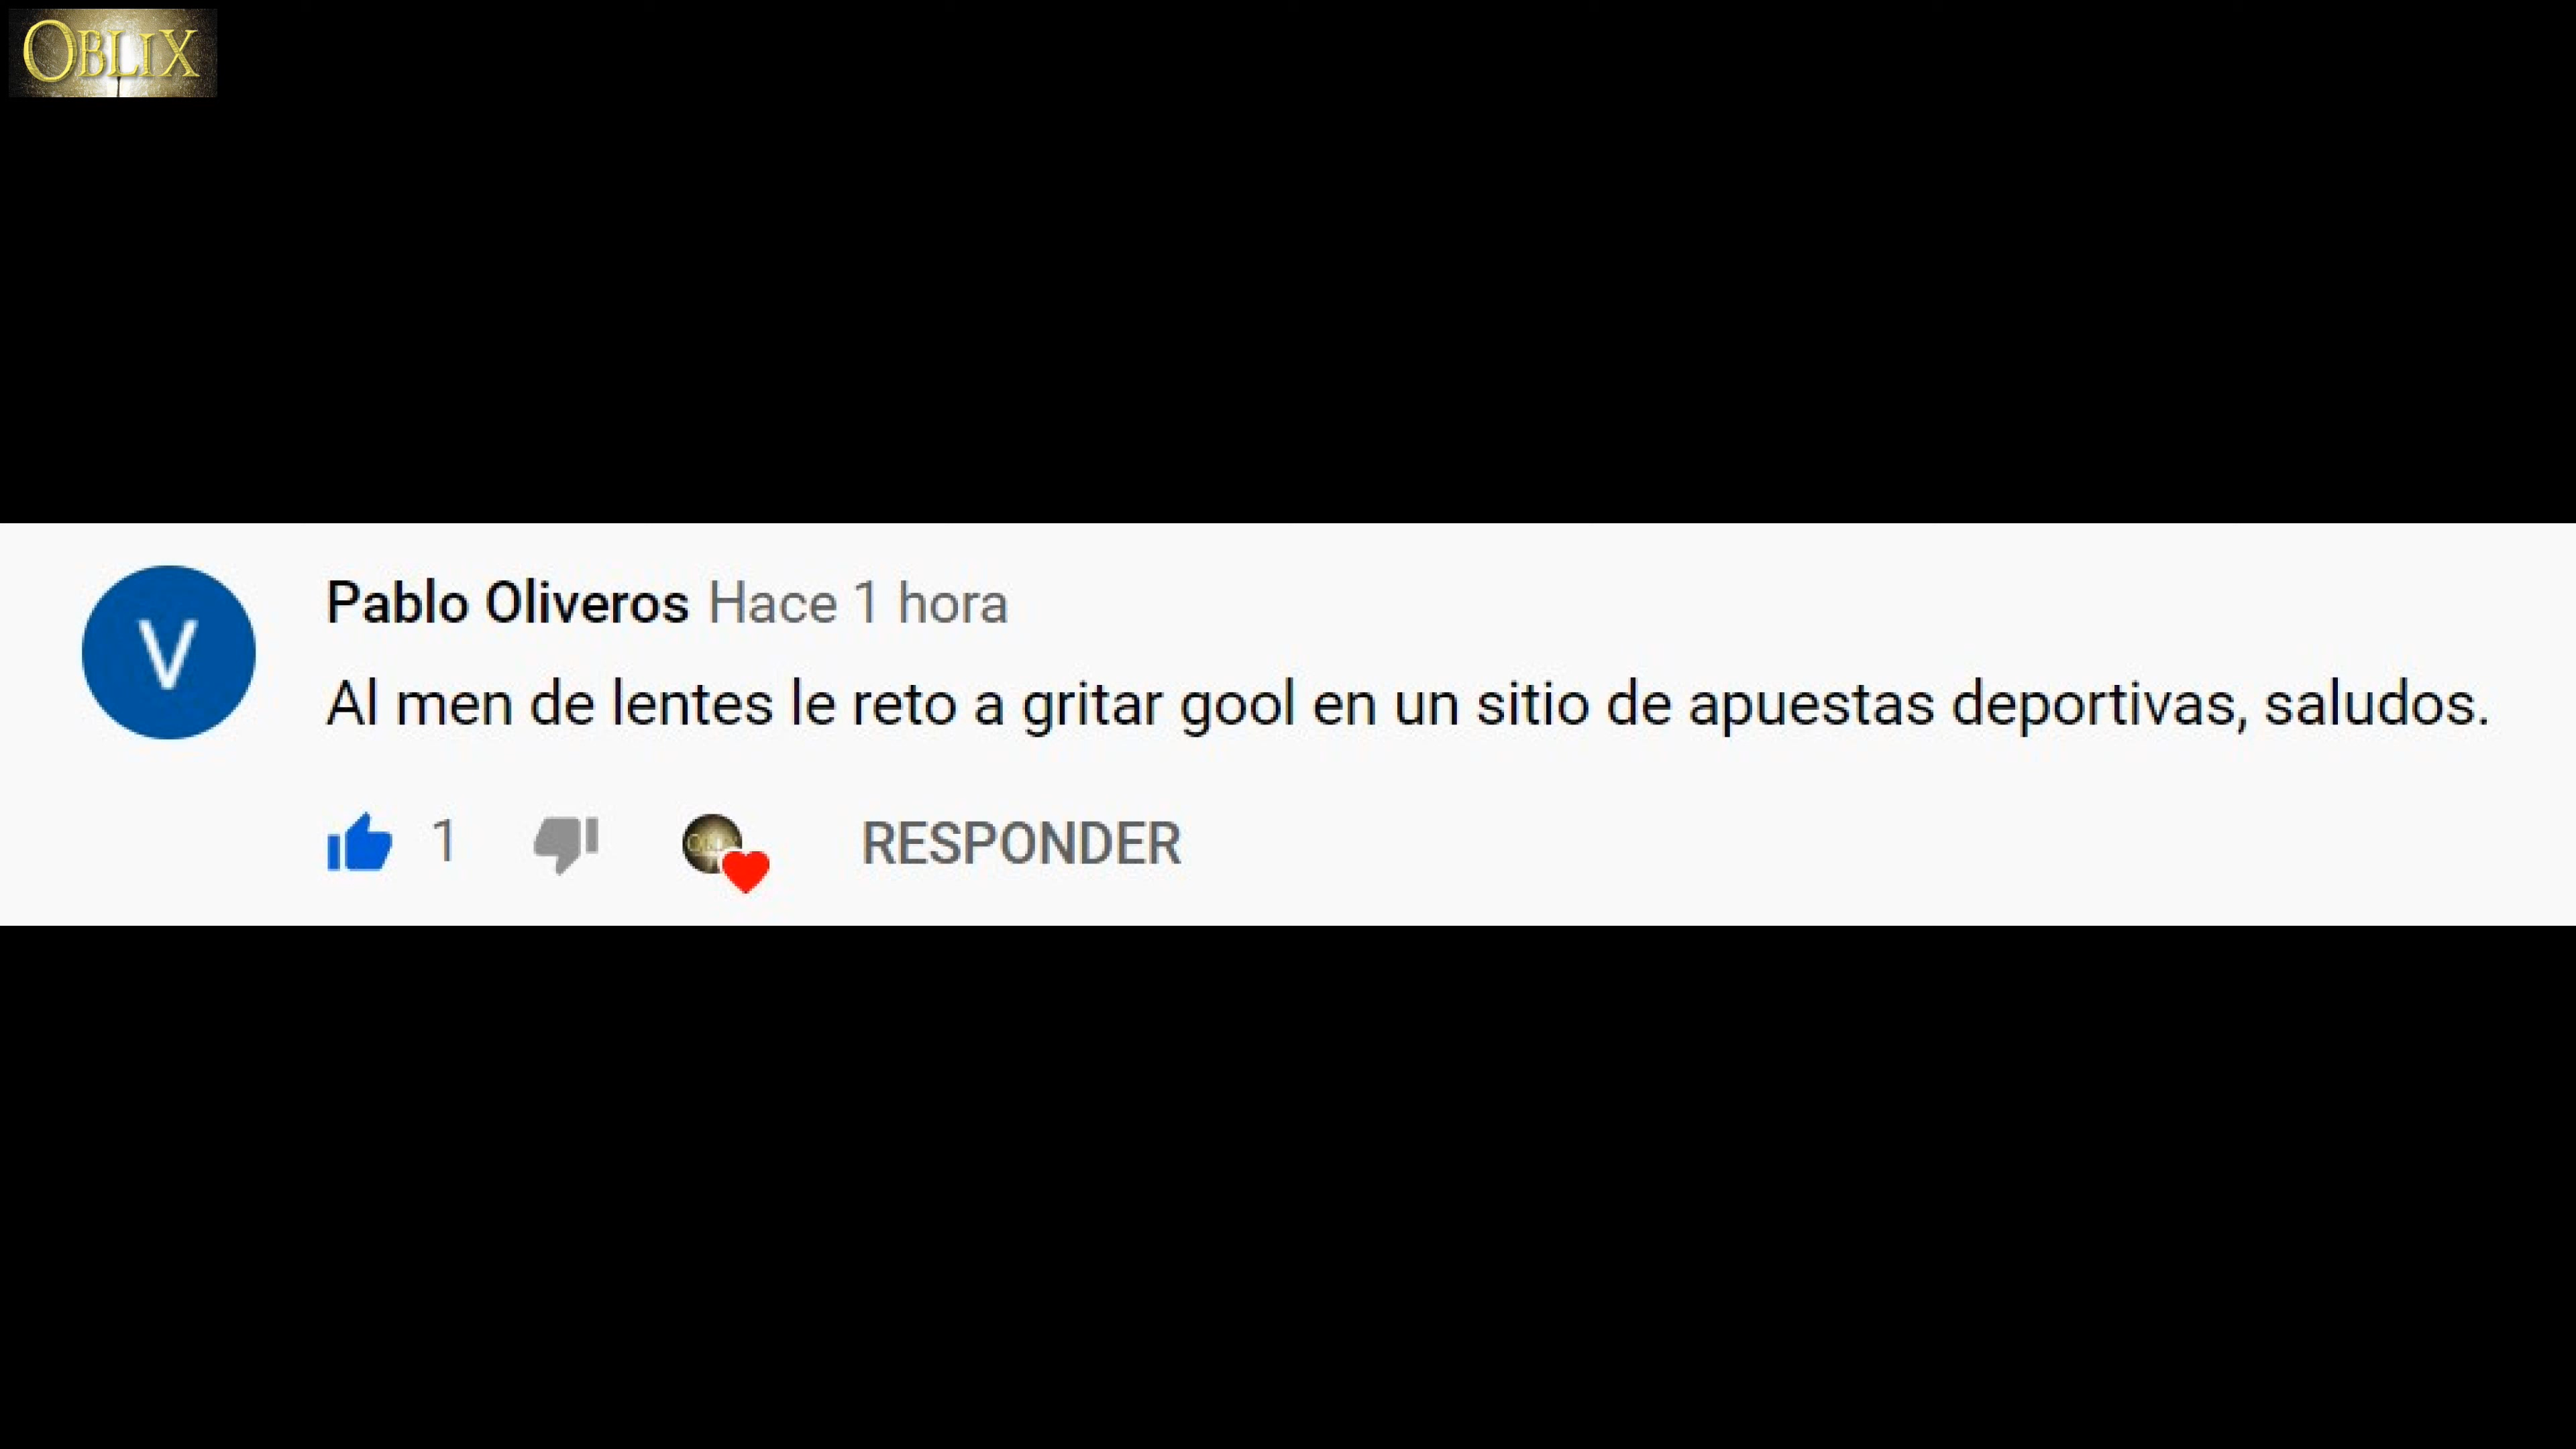 OBLIX
V
Pablo Oliveros Hace 1 hora
Al men de lentes le reto a gritar gool en un sitio de apuestas deportivas, saludos.
1
RESPONDER